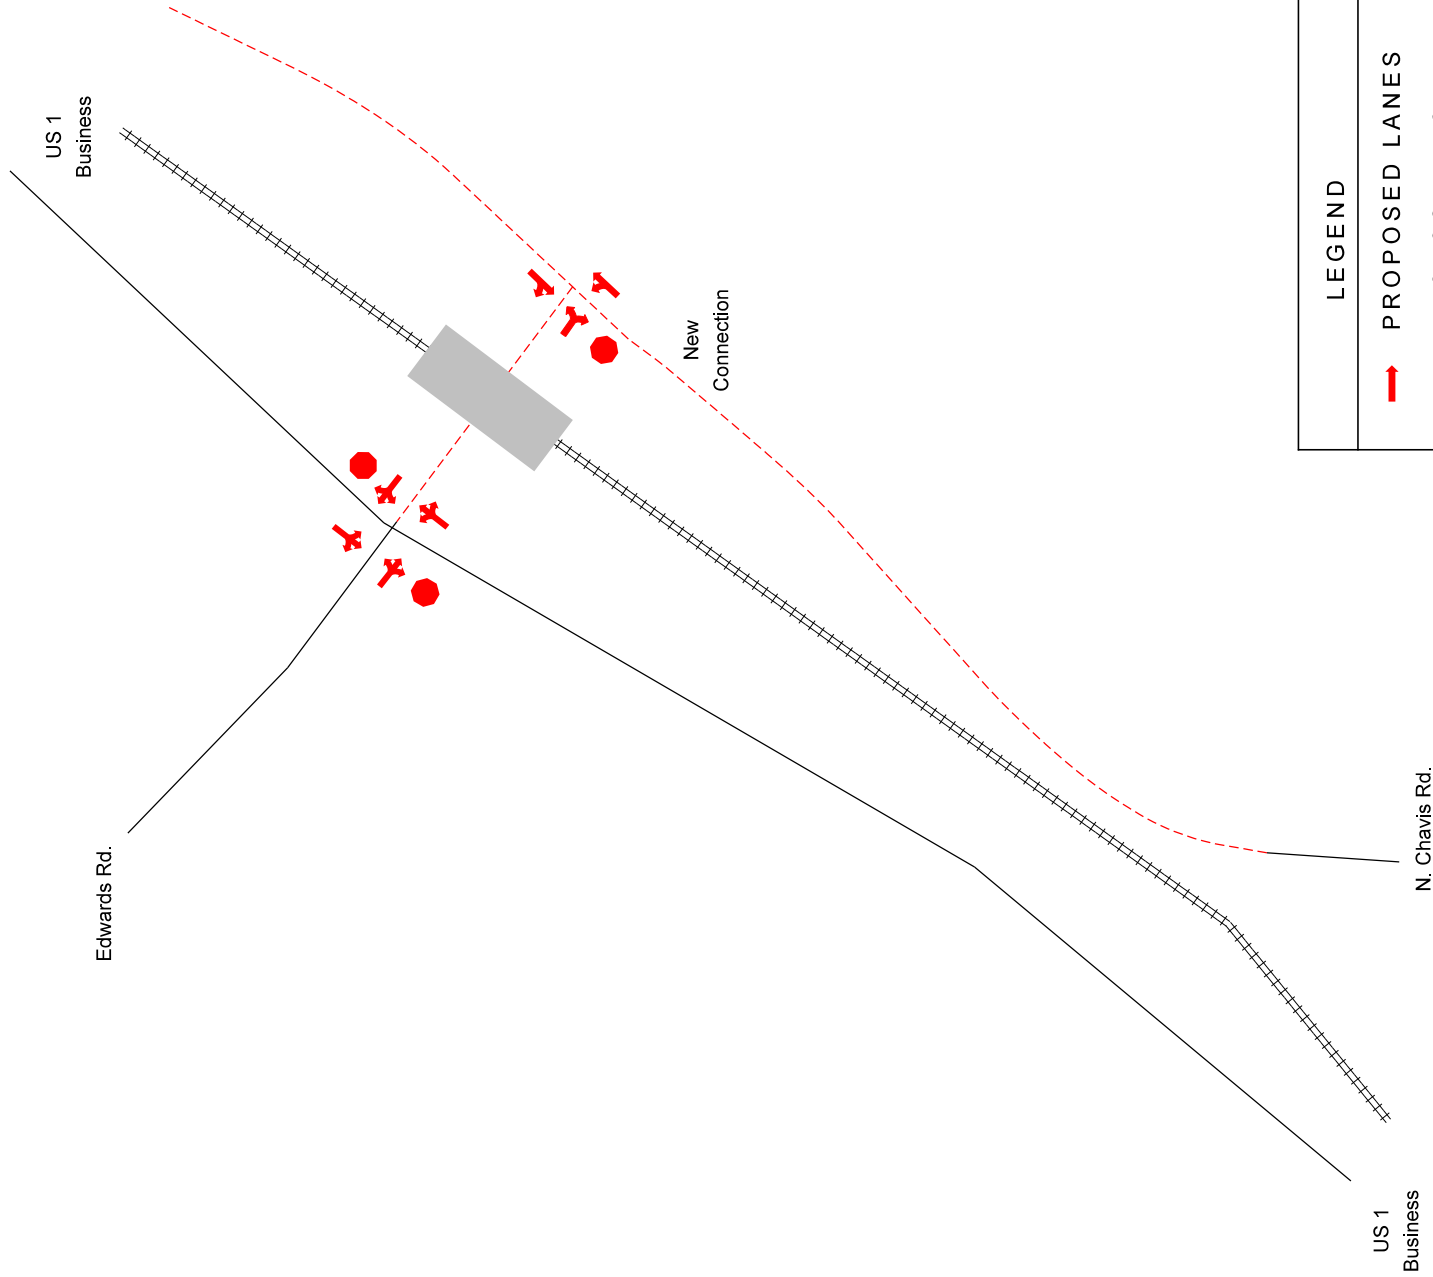 US 1
Business
Edwards Rd.
New
Connection
N. Chavis Rd.
US 1
Business
LEGEND
PROPOSED LANES